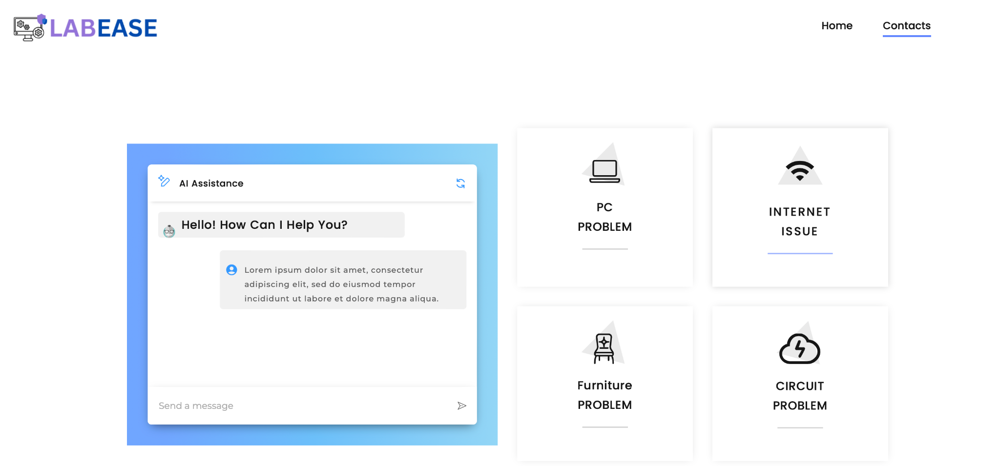 LABEASE
Home
Contacts
AI Assistance
Hello! How Can I Help You?
Lorem ipsum dolor sit amet, consectetur
adipiscing elit, sed do eiusmod tempor
incididunt ut labore et dolore magna aliqua.
Send a message
PC
PROBLEM
INTERNET
ISSUE
Furniture
PROBLEM
CIRCUIT
PROBLEM